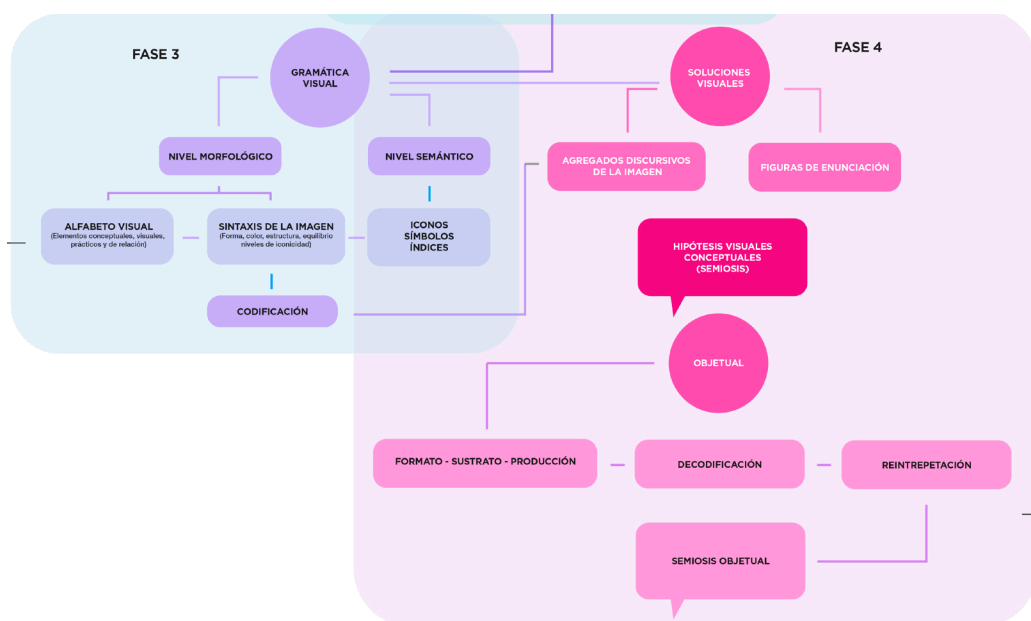 FASE 3
GRAMÁTICA
VISUAL
NIVEL MORFOLÓGICO
NIVEL SEMÁNTICO
ALFABETO VISUAL
(Elementos conceptuales, visuales,
prácticos y de relación)
SINTAXIS DE LA IMAGEN
(Forma, color, estructura, equilibrio
niveles de iconicidad)
ICONOS
SÍMBOLOS
ÍNDICES
CODIFICACIÓN
FASE 4
SOLUCIONES
VISUALES
AGREGADOS DISCURSIVOS
DE LA IMAGEN
FIGURAS DE ENUNCIACIÓN
HIPÓTESIS VISUALES
CONCEPTUALES
(SEMIOSIS)
OBJETUAL
FORMATO - SUSTRATO - PRODUCCIÓN
DECODIFICACIÓN
REINTREPETACIÓN
SEMIOSIS OBJETUAL